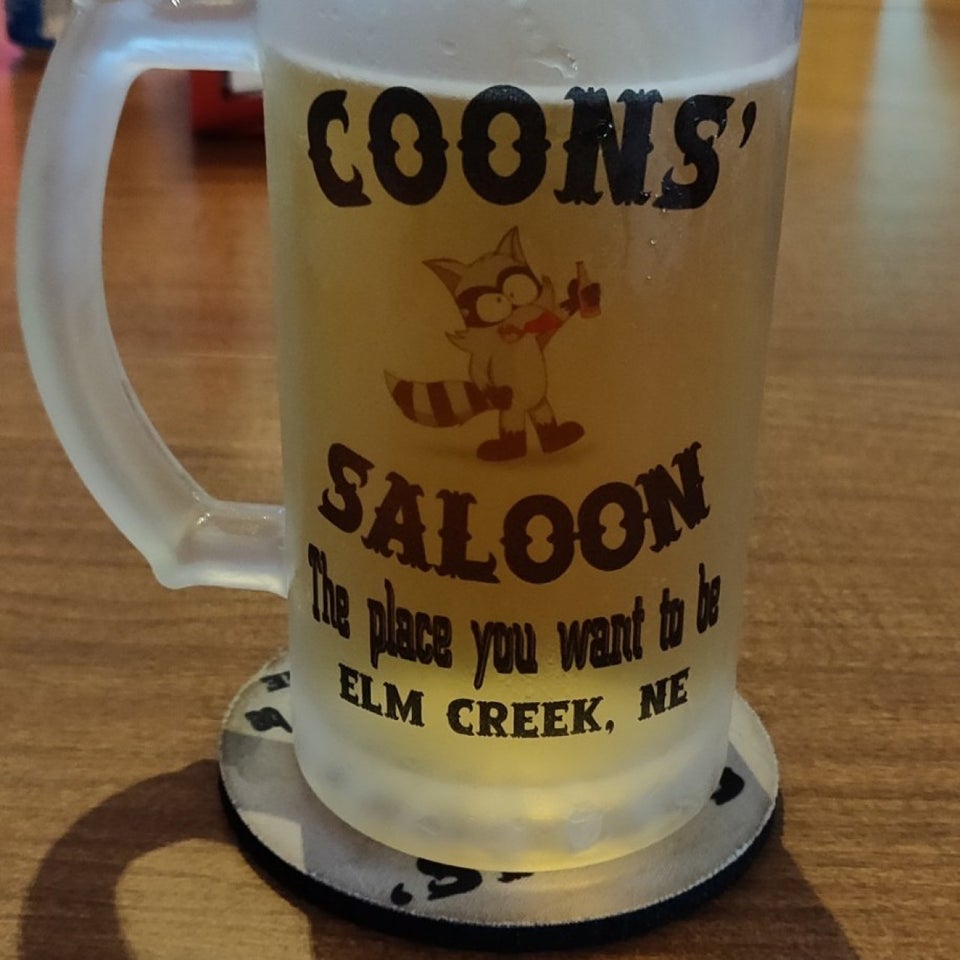 COONS'
SALOON
The place you want to be
ELM CREEK, NE